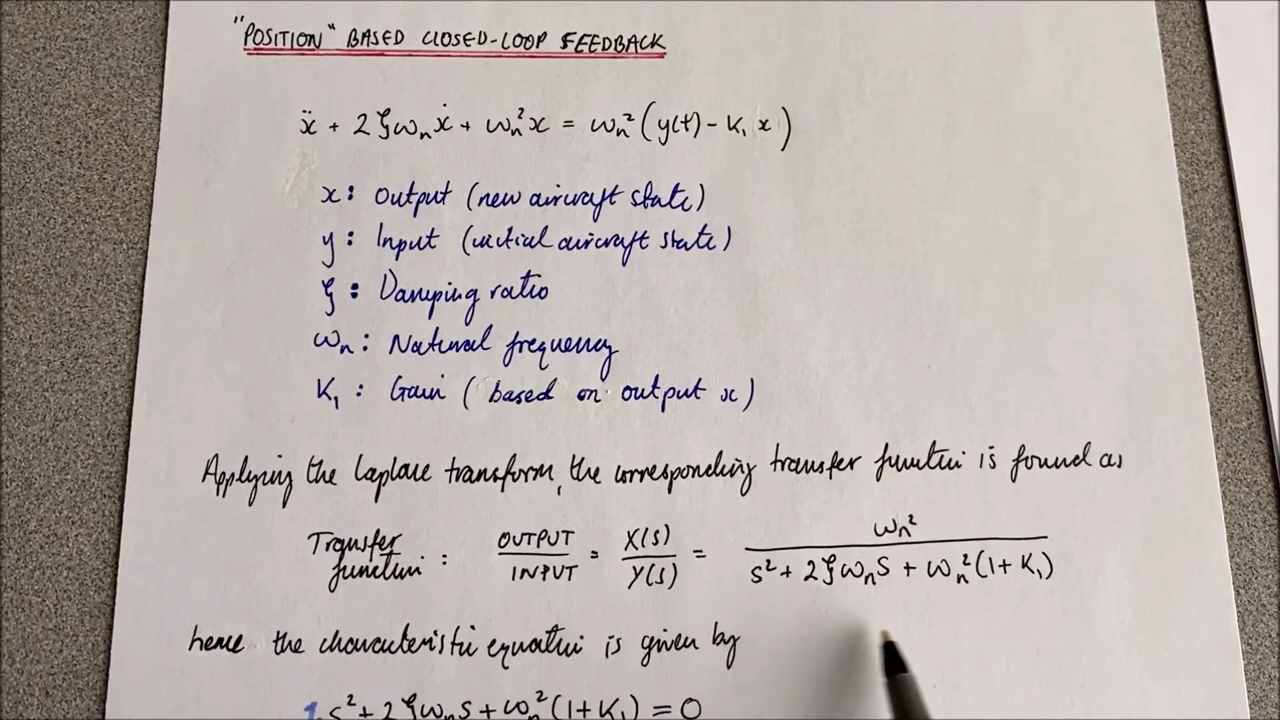 "POSITION" BASED CLOSED-LOOP FEEDBACK
ẍ + 2ζωₙẋ + ωₙ²x = ωₙ²(y(t) - K₁x)
x: Output (new aircraft state)
y: Input (initial aircraft state)
ζ: Damping ratio
ωₙ: Natural frequency
K₁: Gain (based on output x)
Applying the Laplace transform, the corresponding transfer function is found as
Transfer function: OUTPUT/INPUT = X(s)/Y(s) = ωₙ²/(s² + 2ζωₙs + ωₙ²(1+K₁))
hence the characteristic equation is given by
1.s² + 2ζωₙs + ωₙ²(1+K₁) = 0